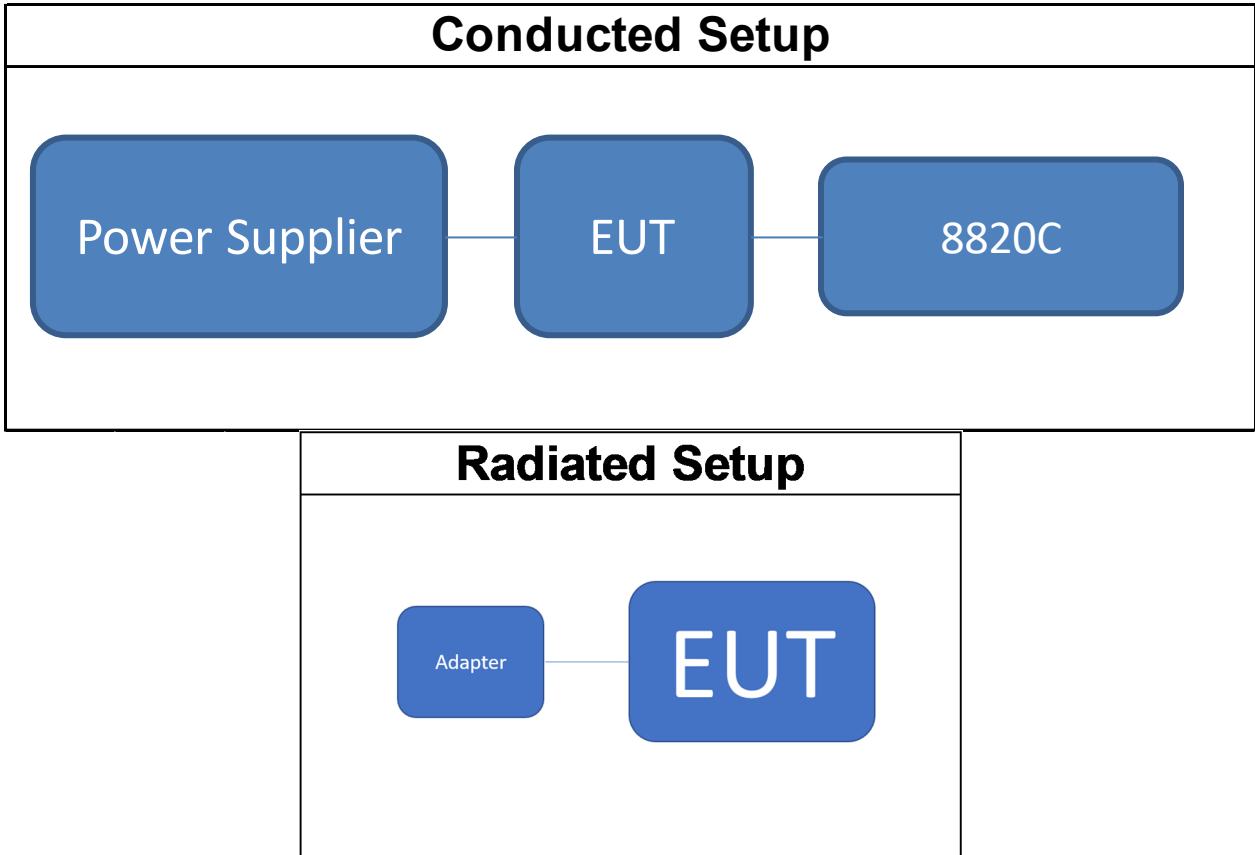 Conducted Setup
Power Supplier
EUT
8820C
Radiated Setup
Adapter
EUT